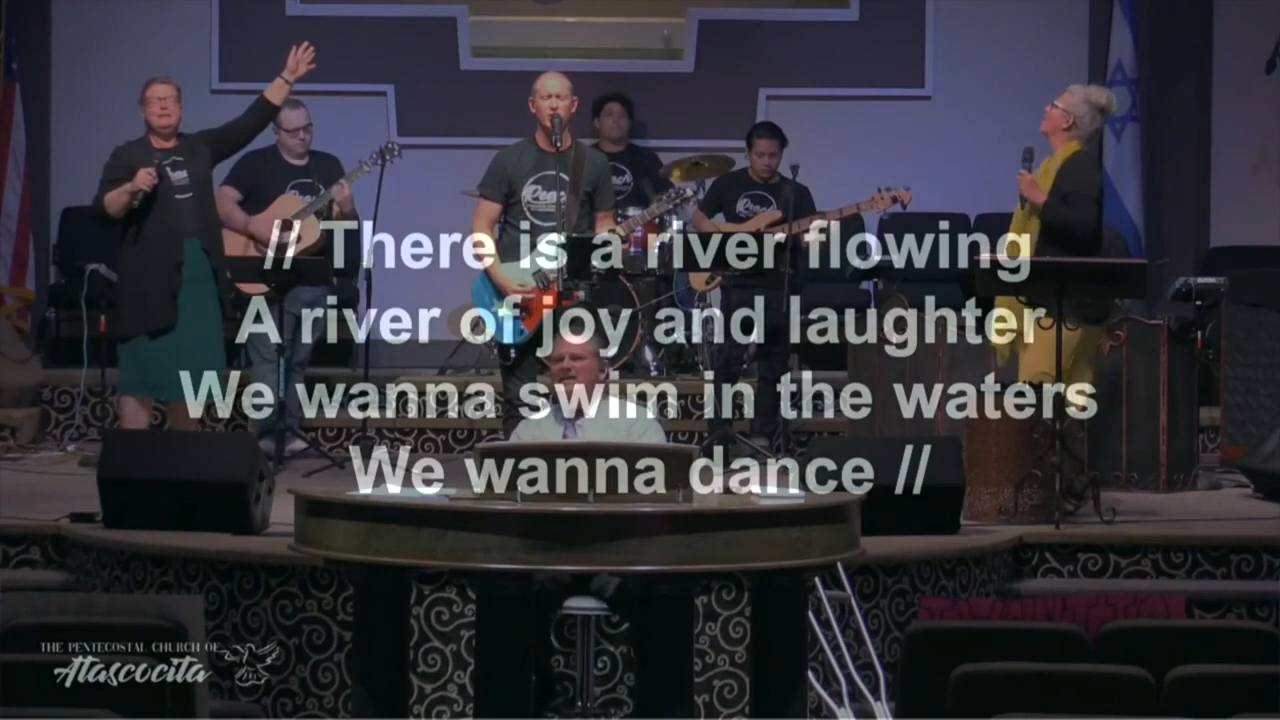 // There is a river flowing
A river of joy and laughter
We wanna swim in the waters
We wanna dance //
Reach
THE PENTECOSTAL CHURCH OF
Atascocita